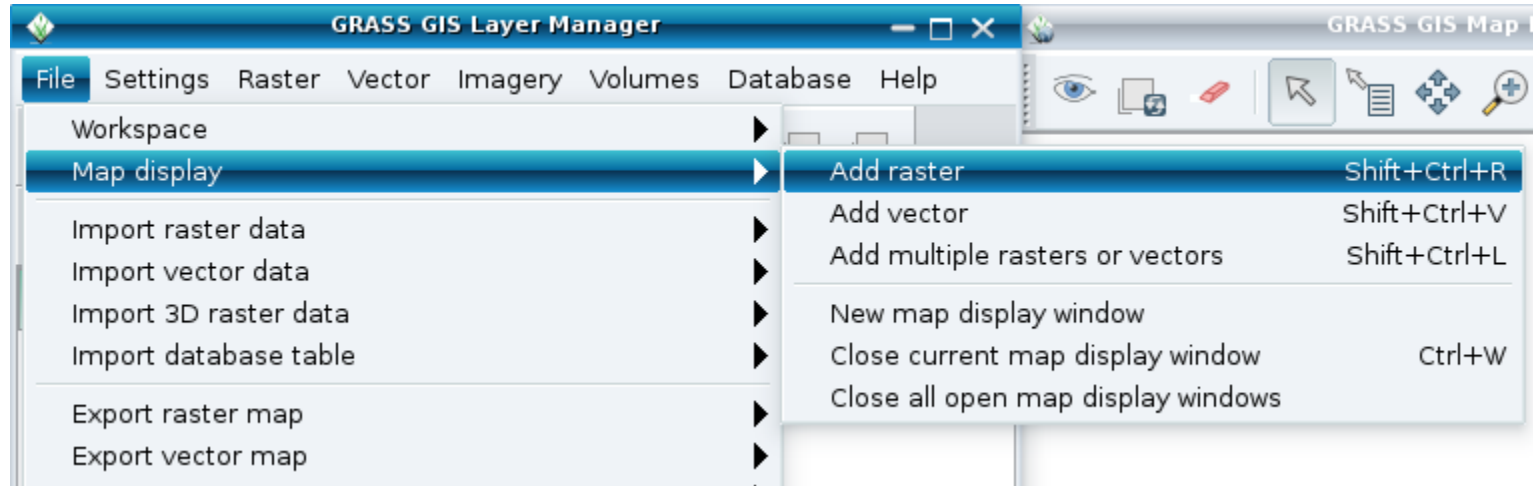 GRASS GIS Layer Manager
GRASS GIS Map
File Settings Raster Vector Imagery Volumes Database Help
Workspace
Map display
Add raster Shift+Ctrl+R
Add vector Shift+Ctrl+V
Import raster data
Add multiple rasters or vectors Shift+Ctrl+L
Import vector data
Import 3D raster data
New map display window
Import database table
Close current map display window Ctrl+W
Close all open map display windows
Export raster map
Export vector map